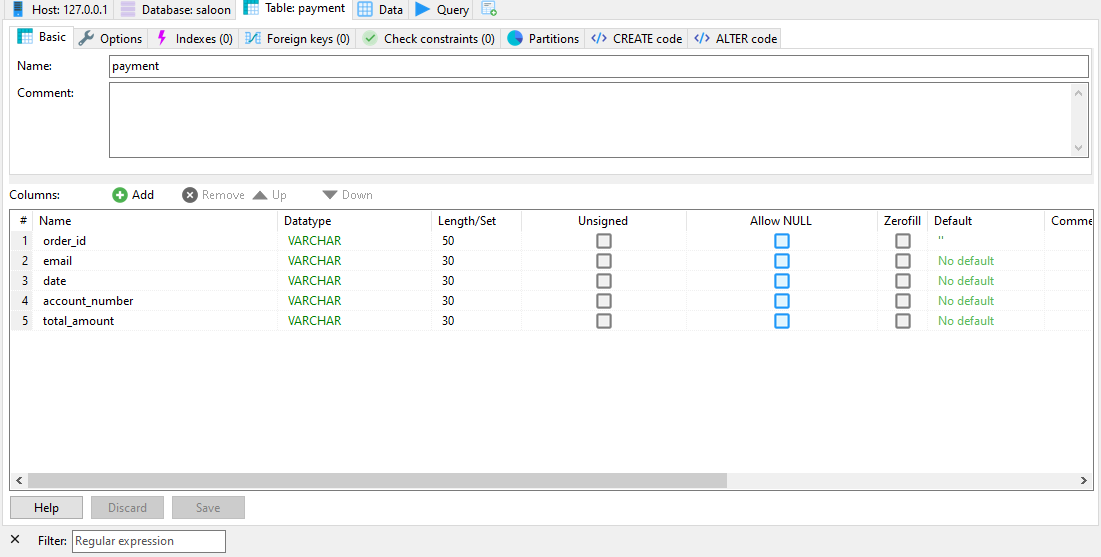 Host: 127.0.0.1 Database: saloon Table: payment Data Query
Basic Options Indexes (0) Foreign keys (0) Check constraints (0) Partitions </> CREATE code </> ALTER code
Name: payment
Comment:
Columns: Add Remove Up Down
# Name Datatype Length/Set Unsigned Allow NULL Zerofill Default Comme
1 order_id VARCHAR 50 ''
2 email VARCHAR 30 No default
3 date VARCHAR 30 No default
4 account_number VARCHAR 30 No default
5 total_amount VARCHAR 30 No default
Help Discard Save
Filter: Regular expression